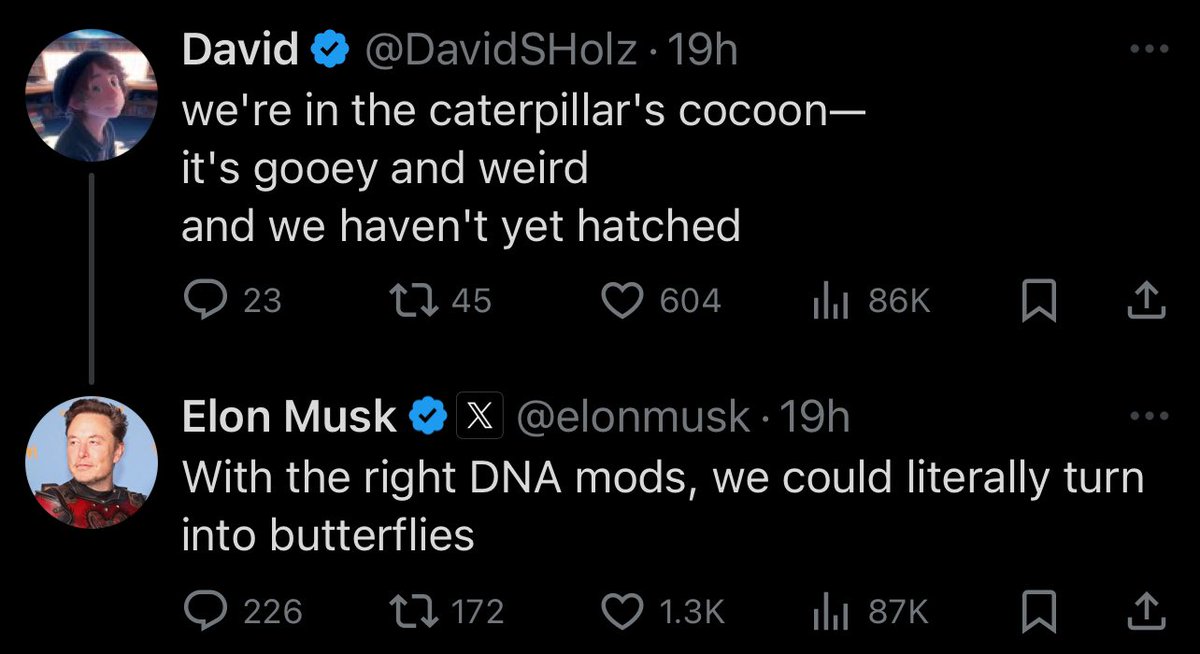 David @DavidSHolz · 19h
we're in the caterpillar's cocoon—
it's gooey and weird
and we haven't yet hatched
23 45 604 86K
Elon Musk X @elonmusk · 19h
With the right DNA mods, we could literally turn
into butterflies
226 172 1.3K 87K